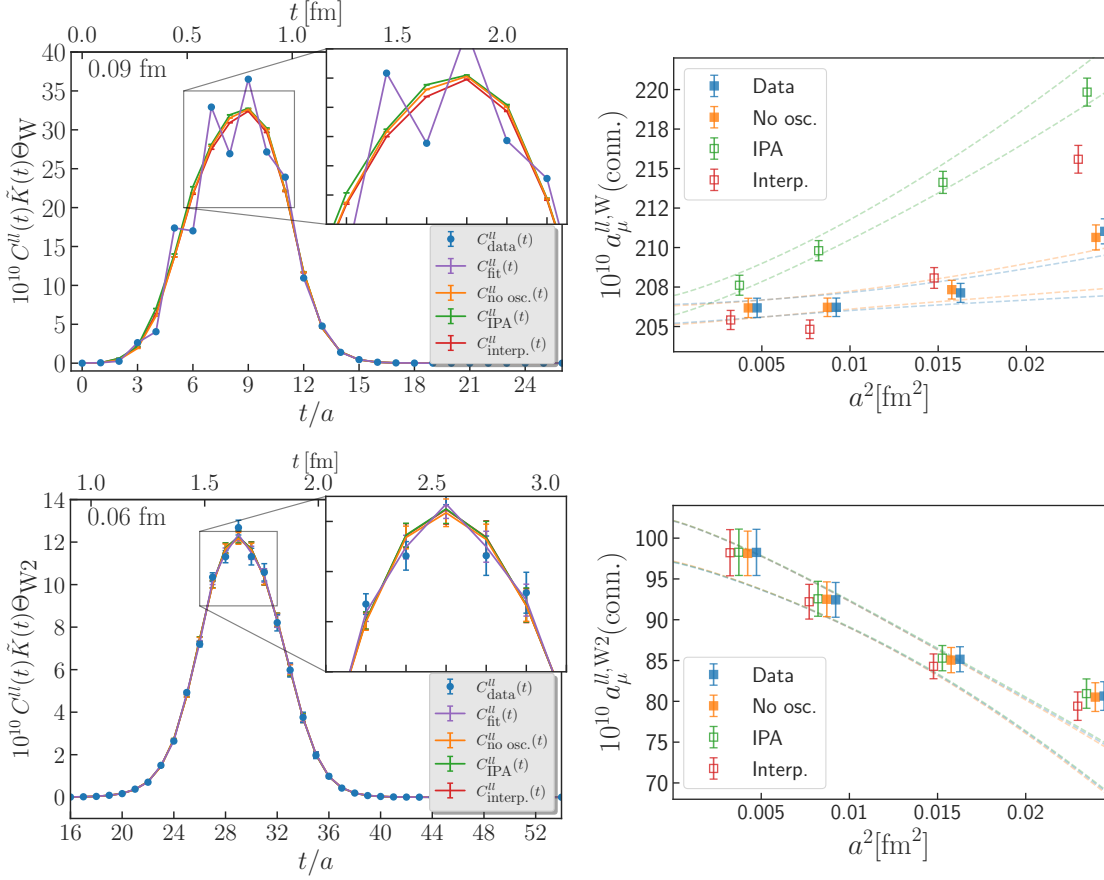 t [fm]
0.0 0.5 1.0 1.5 2.0
0.09 fm
10^{10} C^{ll}(t)K̃(t)Θ_W
40
35
30
25
20
15
10
5
0
C^{ll}_{data}(t)
C^{ll}_{fit}(t)
C^{ll}_{no osc.}(t)
C^{ll}_{IPA}(t)
C^{ll}_{interp.}(t)
0 3 6 9 12 15 18 21 24
t/a
10^{10} a_μ^{ll,W}(conn.)
220
218
215
212
210
206
205
Data
No osc.
IPA
Interp.
0.005 0.01 0.015 0.02
a^2[fm^2]
t [fm]
1.0 1.5 2.0 2.5 3.0
0.06 fm
10^{10} C^{ll}(t)K̃(t)Θ_{W2}
14
12
10
8
6
4
2
0
C^{ll}_{data}(t)
C^{ll}_{fit}(t)
C^{ll}_{no osc.}(t)
C^{ll}_{IPA}(t)
C^{ll}_{interp.}(t)
16 20 24 28 32 36 40 44 48 52
t/a
10^{10} a_μ^{ll,W2}(conn.)
100
95
90
85
80
75
70
Data
No osc.
IPA
Interp.
0.005 0.01 0.015 0.02
a^2[fm^2]